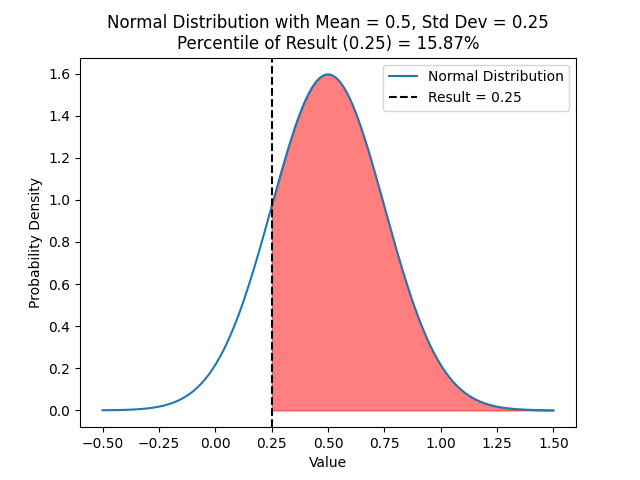 Normal Distribution with Mean = 0.5, Std Dev = 0.25
Percentile of Result (0.25) = 15.87%
Normal Distribution
Result = 0.25
Probability Density
1.6
1.4
1.2
1.0
0.8
0.6
0.4
0.2
0.0
−0.50 −0.25 0.00 0.25 0.50 0.75 1.00 1.25 1.50
Value